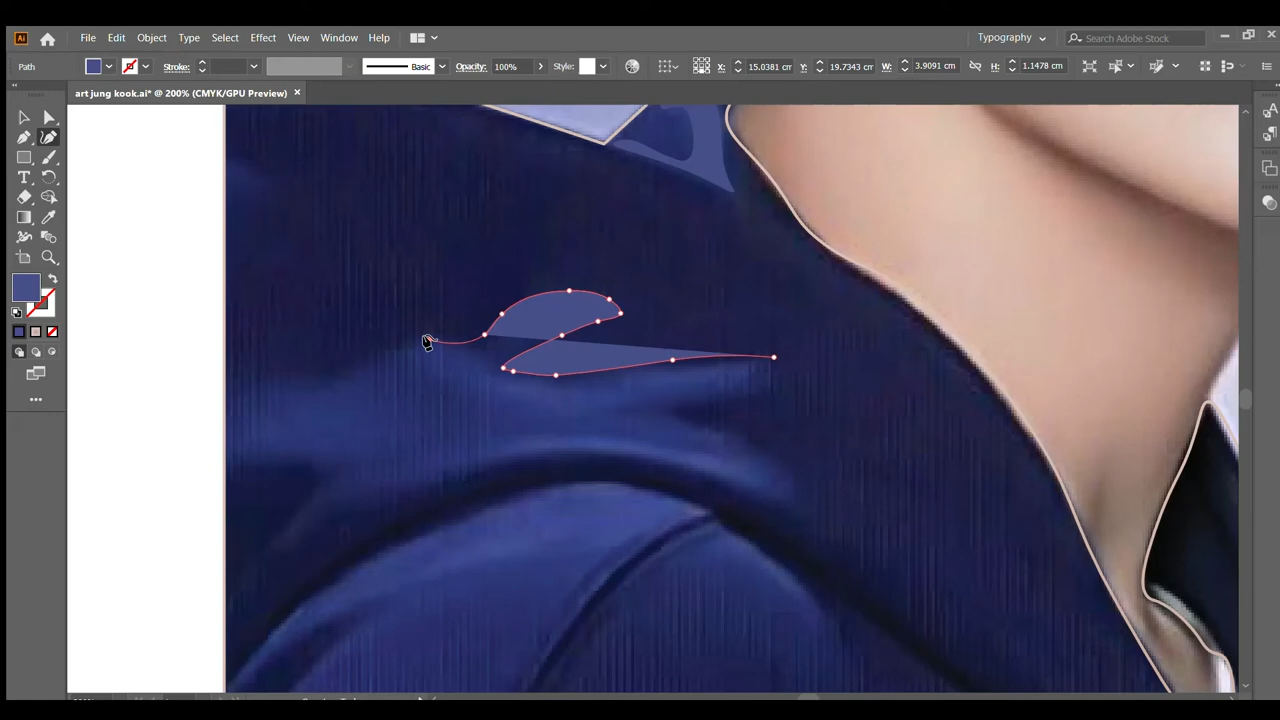 Ai File Edit Object Type Select Effect View Window Help Typography Search Adobe Stock
Path Stroke: Basic Opacity: 100% Style: X: 15.0381 cm Y: 19.7343 cm W: 3.9091 cm H: 1.1478 cm
art jung kook.ai* @ 200% (CMYK/GPU Preview) ×